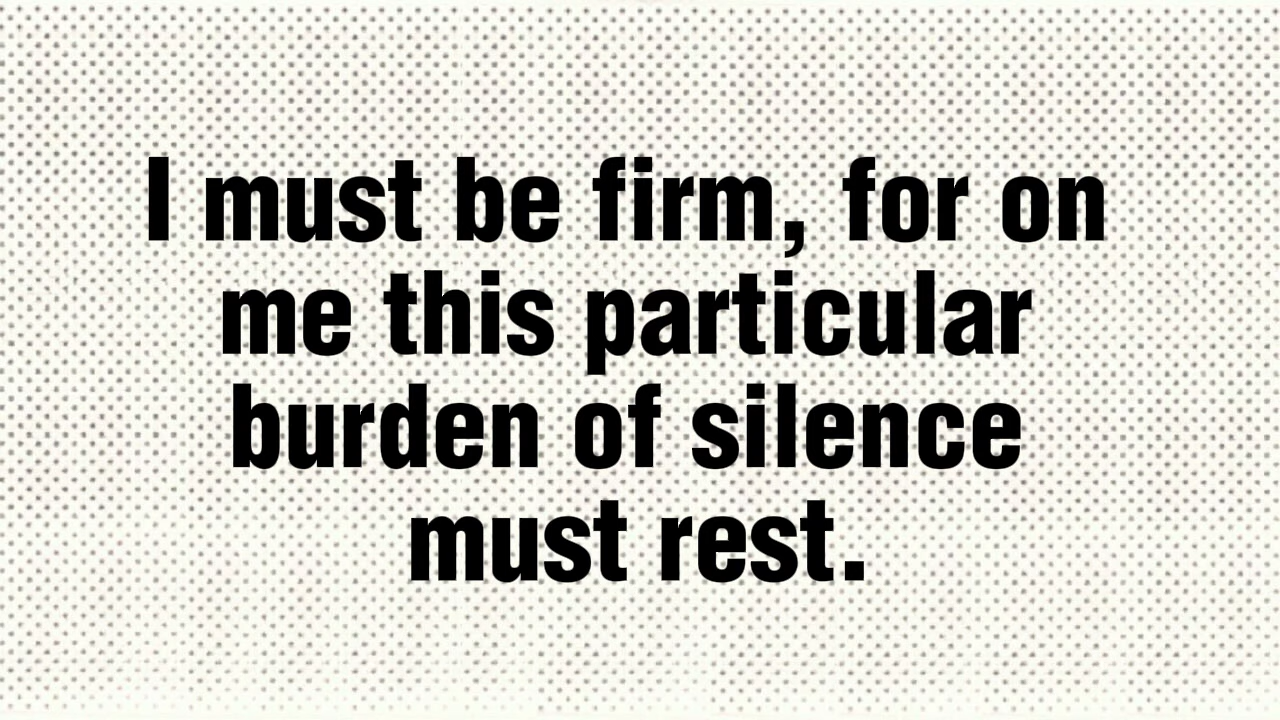 I must be firm, for on
me this particular
burden of silence
must rest.